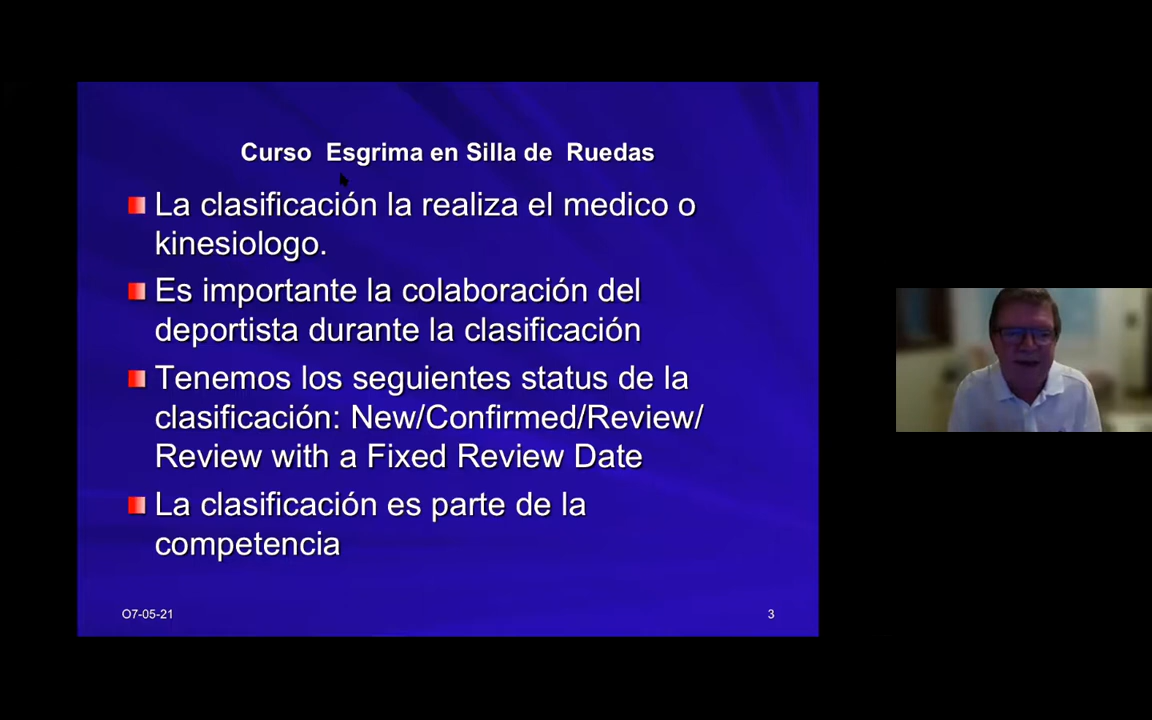 Curso Esgrima en Silla de Ruedas
La clasificación la realiza el medico o
kinesiologo.
Es importante la colaboración del
deportista durante la clasificación
Tenemos los seguientes status de la
clasificación: New/Confirmed/Review/
Review with a Fixed Review Date
La clasificación es parte de la
competencia
O7-05-21
3